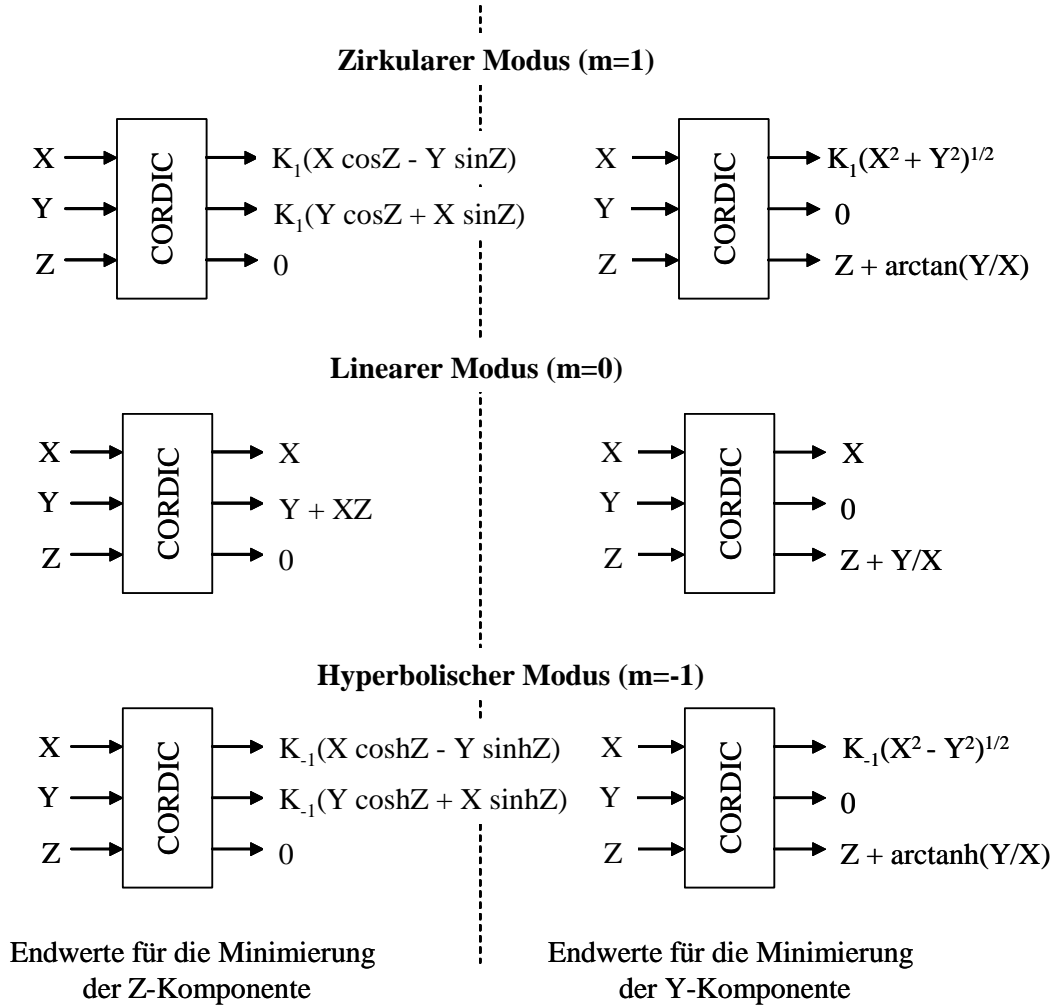 Zirkularer Modus (m=1)
X
CORDIC
K₁(X cosZ - Y sinZ)
Y
K₁(Y cosZ + X sinZ)
Z
0
X
CORDIC
K₁(X² + Y²)¹/²
Y
0
Z
Z + arctan(Y/X)
Linearer Modus (m=0)
X
CORDIC
X
Y
Y + XZ
Z
0
X
CORDIC
X
Y
0
Z
Z + Y/X
Hyperbolischer Modus (m=-1)
X
CORDIC
K₋₁(X coshZ - Y sinhZ)
Y
K₋₁(Y coshZ + X sinhZ)
Z
0
X
CORDIC
K₋₁(X² - Y²)¹/²
Y
0
Z
Z + arctanh(Y/X)
Endwerte für die Minimierung
der Z-Komponente
Endwerte für die Minimierung
der Y-Komponente